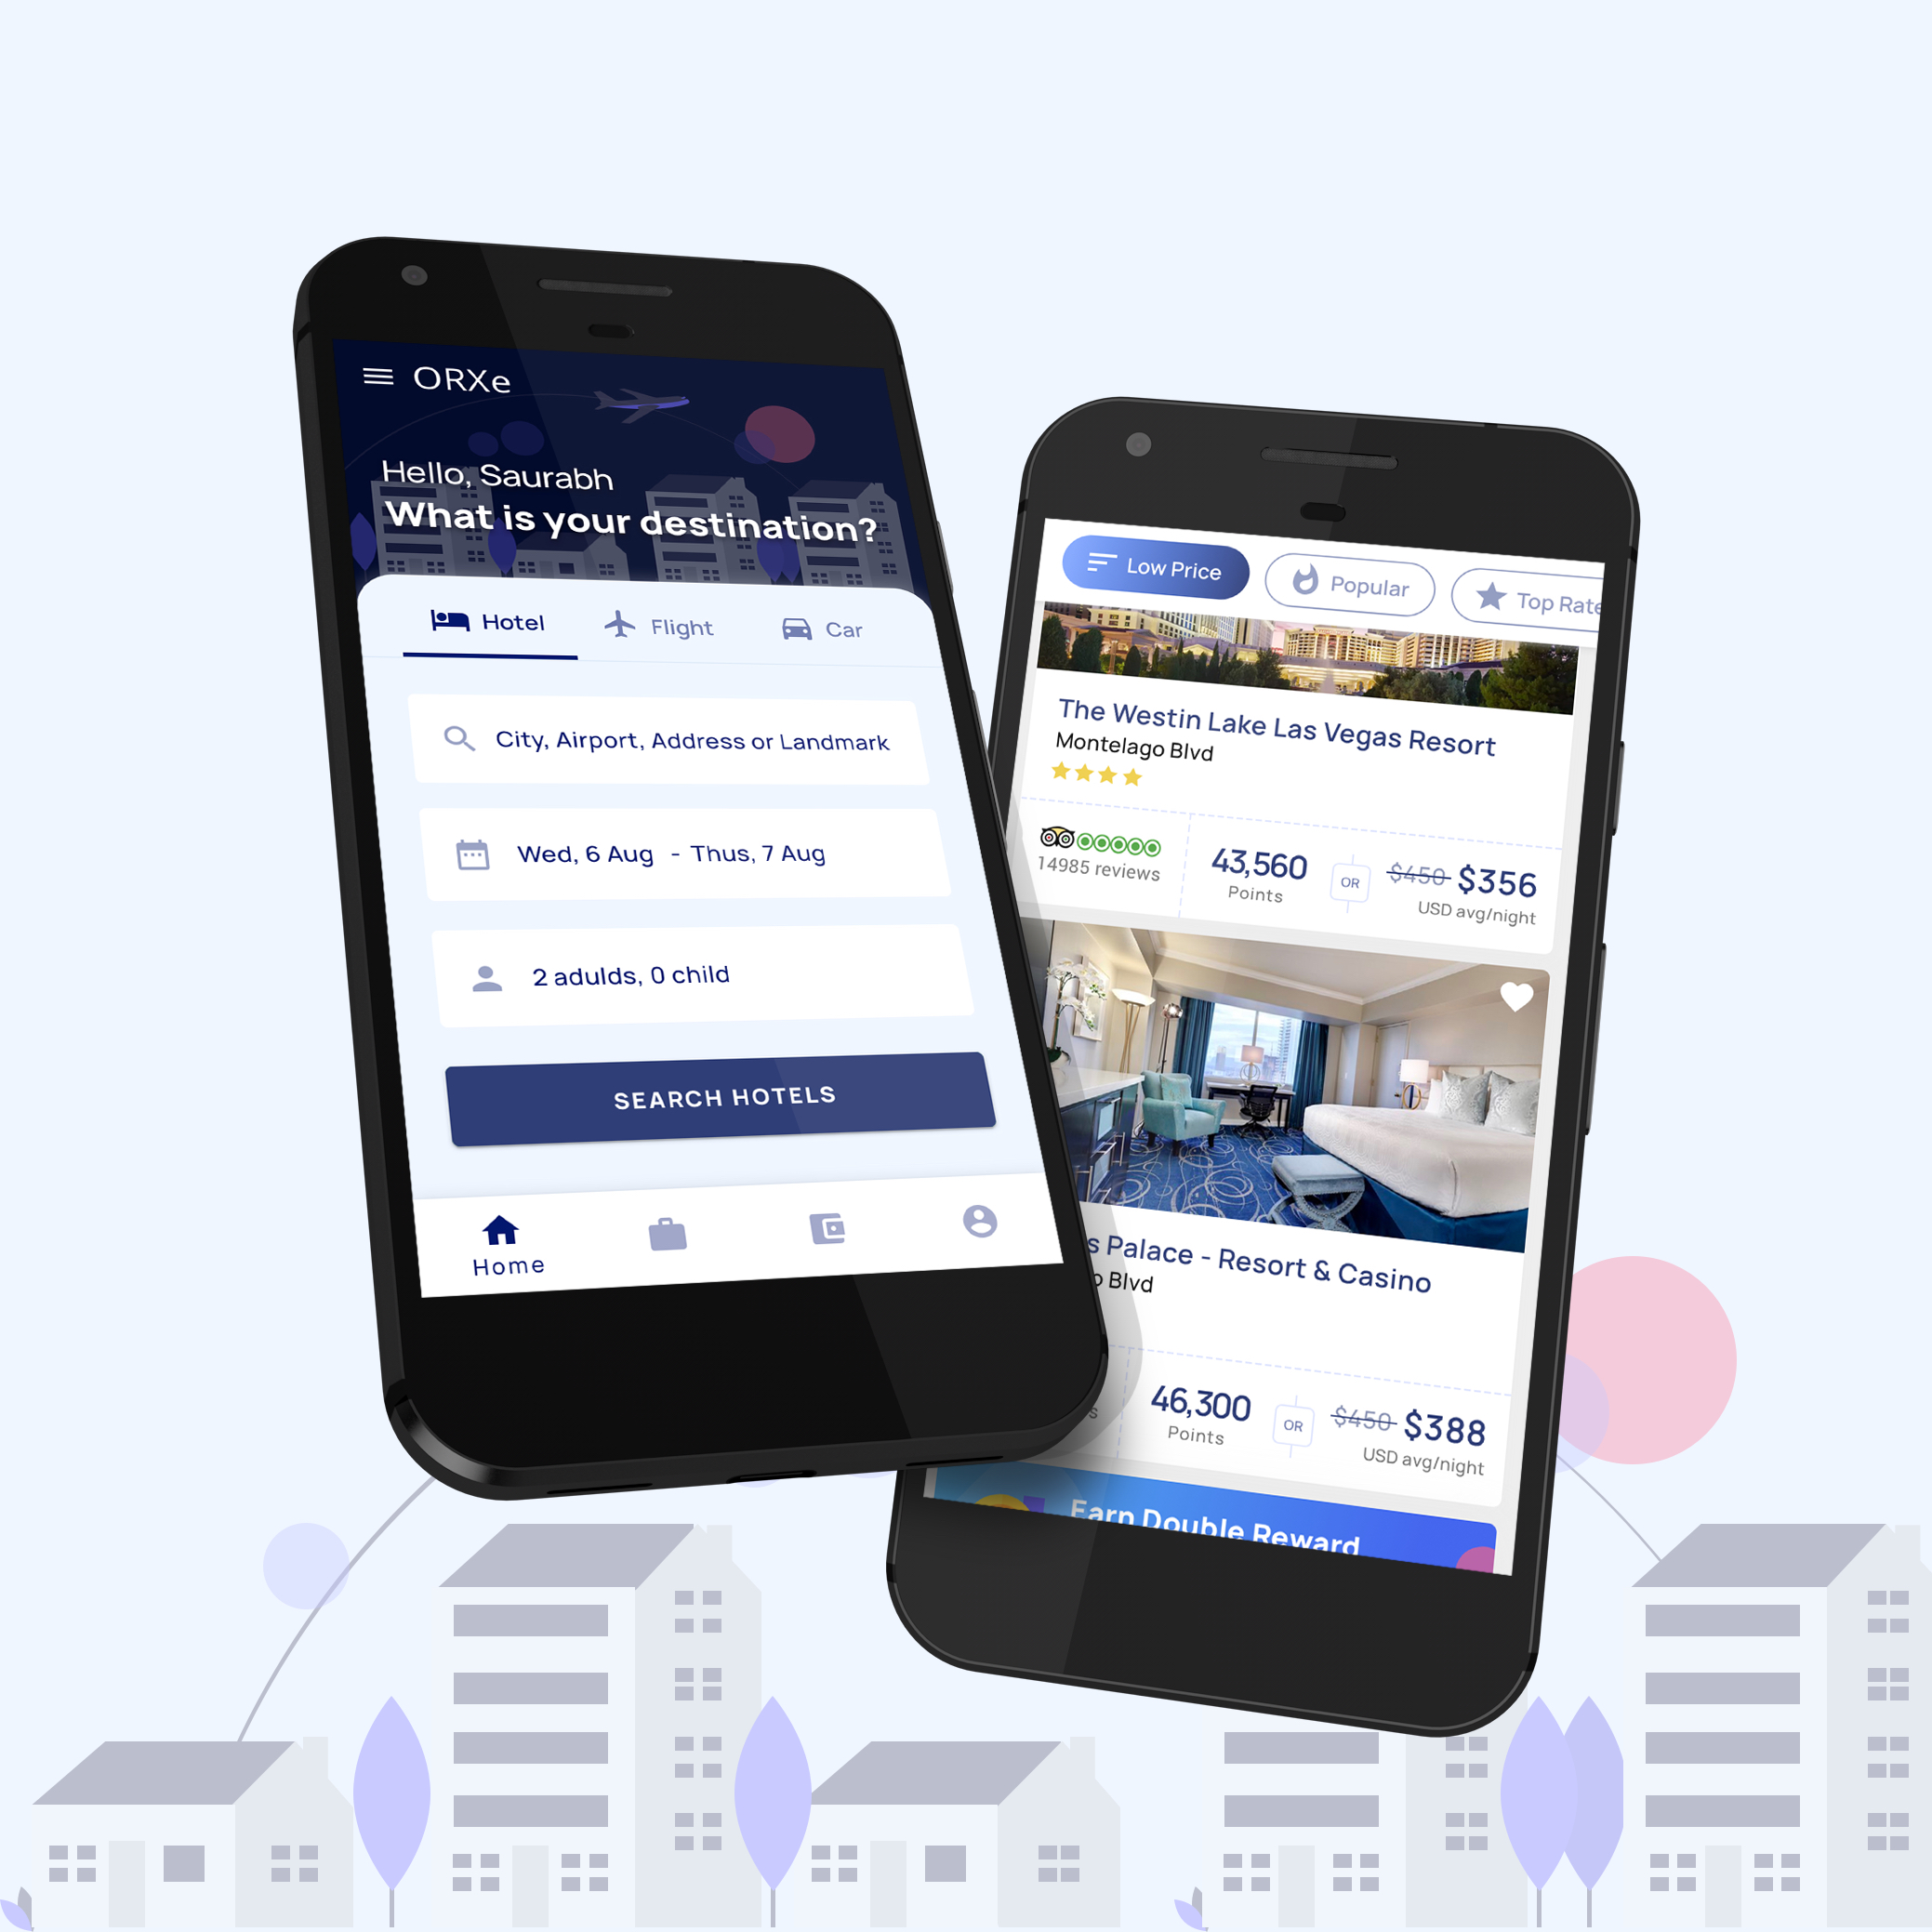 ORXe
Hello, Saurabh
What is your destination?
Hotel
Flight
Car
City, Airport, Address or Landmark
Wed, 6 Aug - Thus, 7 Aug
2 adulds, 0 child
SEARCH HOTELS
Home
Low Price
Popular
Top Rate
The Westin Lake Las Vegas Resort
Montelago Blvd
14985 reviews
43,560
Points
OR
$450 $356
USD avg/night
s Palace - Resort & Casino
o Blvd
s
46,300
Points
OR
$450 $388
USD avg/night
Earn Double Reward